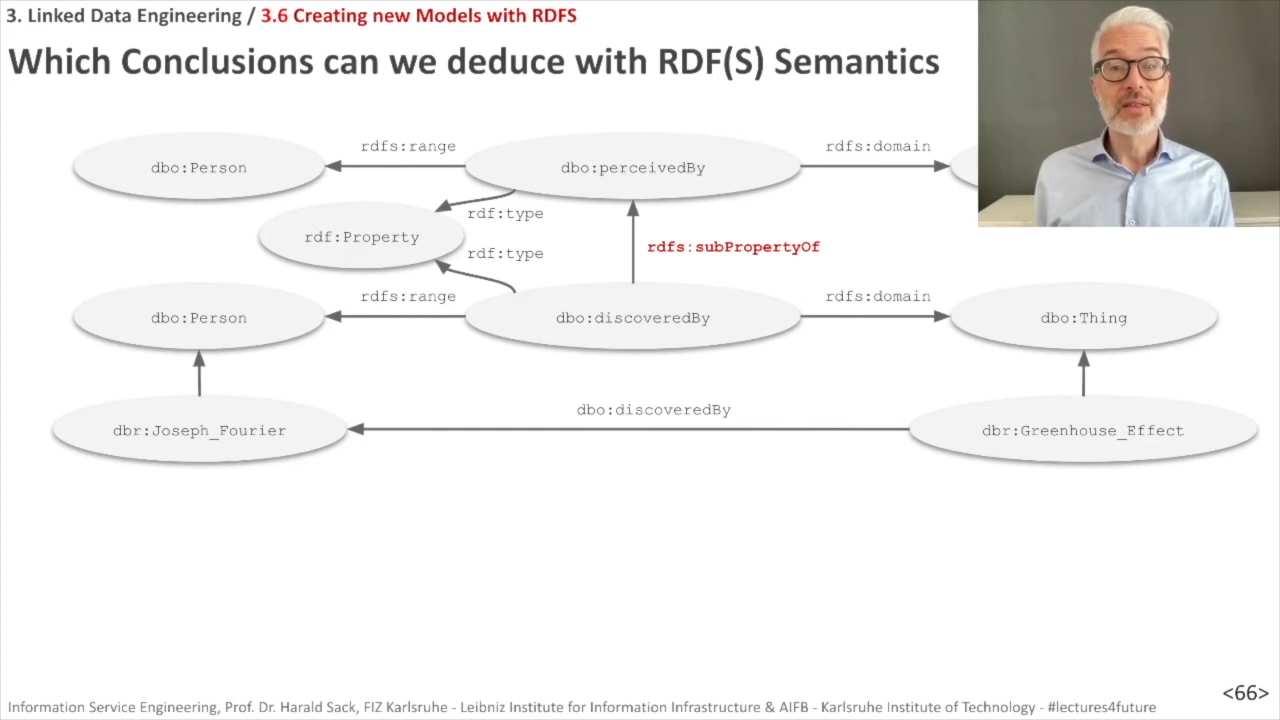 3. Linked Data Engineering / 3.6 Creating new Models with RDFS
Which Conclusions can we deduce with RDF(S) Semantics
rdfs:range
rdfs:domain
dbo:Person
dbo:perceivedBy
rdf:type
rdf:Property
rdfs:subPropertyOf
rdf:type
rdfs:range
rdfs:domain
dbo:Person
dbo:discoveredBy
dbo:Thing
dbo:discoveredBy
dbr:Joseph_Fourier
dbr:Greenhouse_Effect
<66>
Information Service Engineering, Prof. Dr. Harald Sack, FIZ Karlsruhe - Leibniz Institute for Information Infrastructure & AIFB - Karlsruhe Institute of Technology - #lectures4future